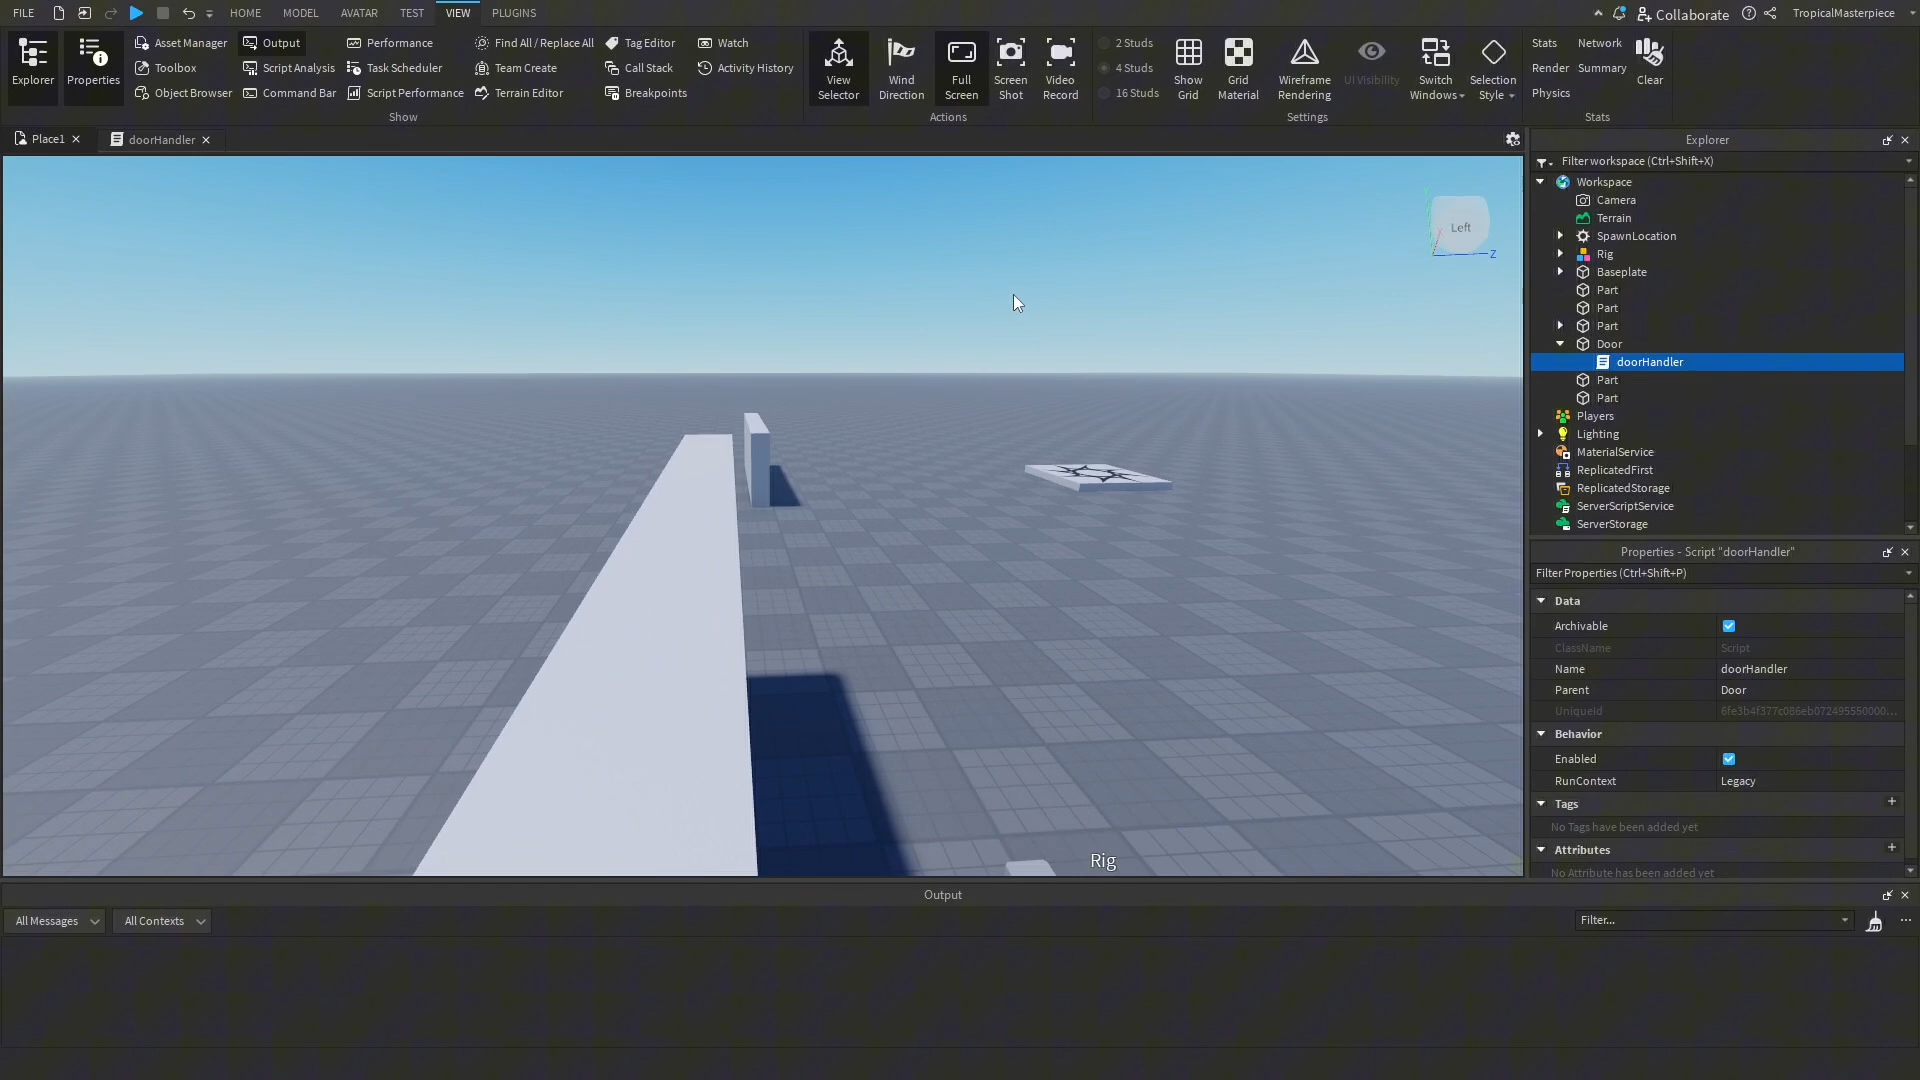 FILE HOME MODEL AVATAR TEST VIEW PLUGINS Collaborate TropicalMasterpiece
Explorer
Properties
Asset Manager
Toolbox
Object Browser
Output
Script Analysis
Command Bar
Performance
Task Scheduler
Script Performance
Find All / Replace All
Team Create
Terrain Editor
Tag Editor
Call Stack
Breakpoints
Watch
Activity History
Show
View
Selector
Wind
Direction
Full
Screen
Screen
Shot
Video
Record
Actions
2 Studs
4 Studs
16 Studs
Show
Grid
Grid
Material
Wireframe
Rendering
UI Visibility
Switch
Windows
Selection
Style
Settings
Stats
Render
Physics
Network
Summary
Clear
Stats
Place1
doorHandler
Left
Z
Rig
Explorer
Filter workspace (Ctrl+Shift+X)
Workspace
Camera
Terrain
SpawnLocation
Rig
Baseplate
Part
Part
Part
Door
doorHandler
Part
Part
Players
Lighting
MaterialService
ReplicatedFirst
ReplicatedStorage
ServerScriptService
ServerStorage
Properties - Script "doorHandler"
Filter Properties (Ctrl+Shift+P)
Data
Archivable
ClassName Script
Name doorHandler
Parent Door
UniqueId 6fe3b4f377c086eb072495550000...
Behavior
Enabled
RunContext Legacy
Tags +
No Tags have been added yet
Attributes +
No Attribute has been added yet
Output
All Messages All Contexts Filter...